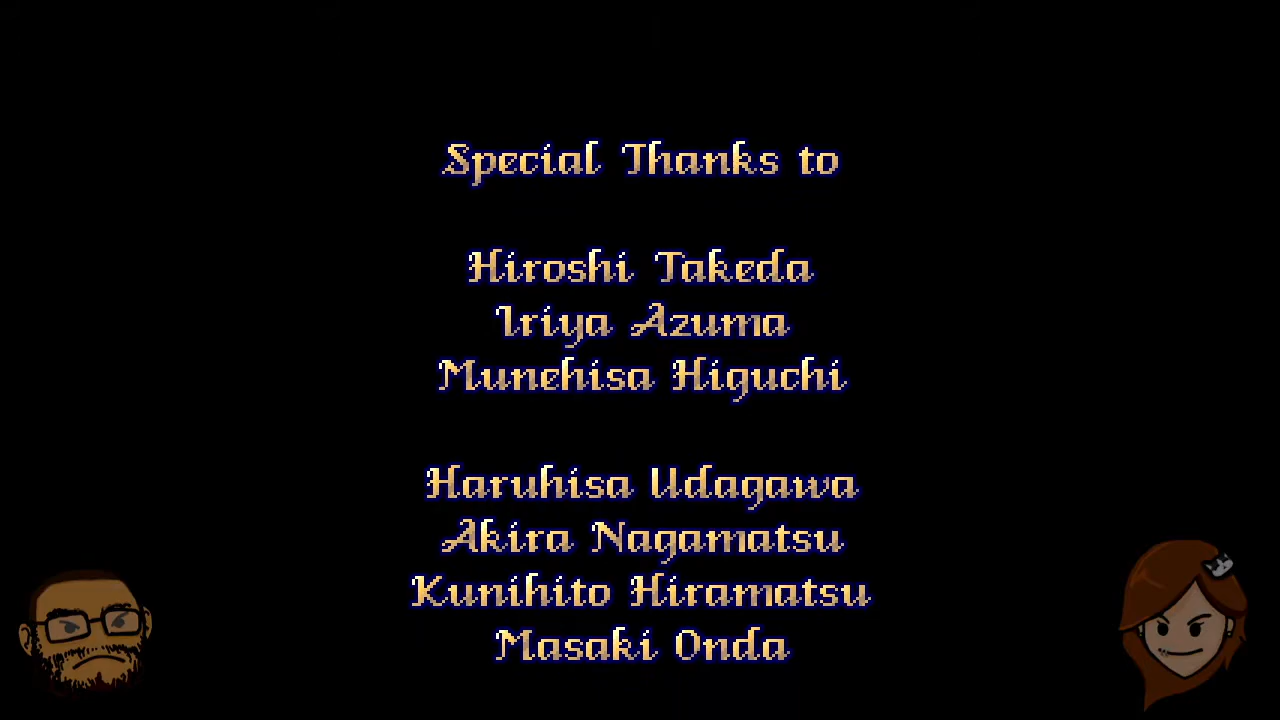 Special Thanks to
Hiroshi Takeda
Iriya Azuma
Munehisa Higuchi
Haruhisa Udagawa
Akira Nagamatsu
Kunihito Hiramatsu
Masaki Onda